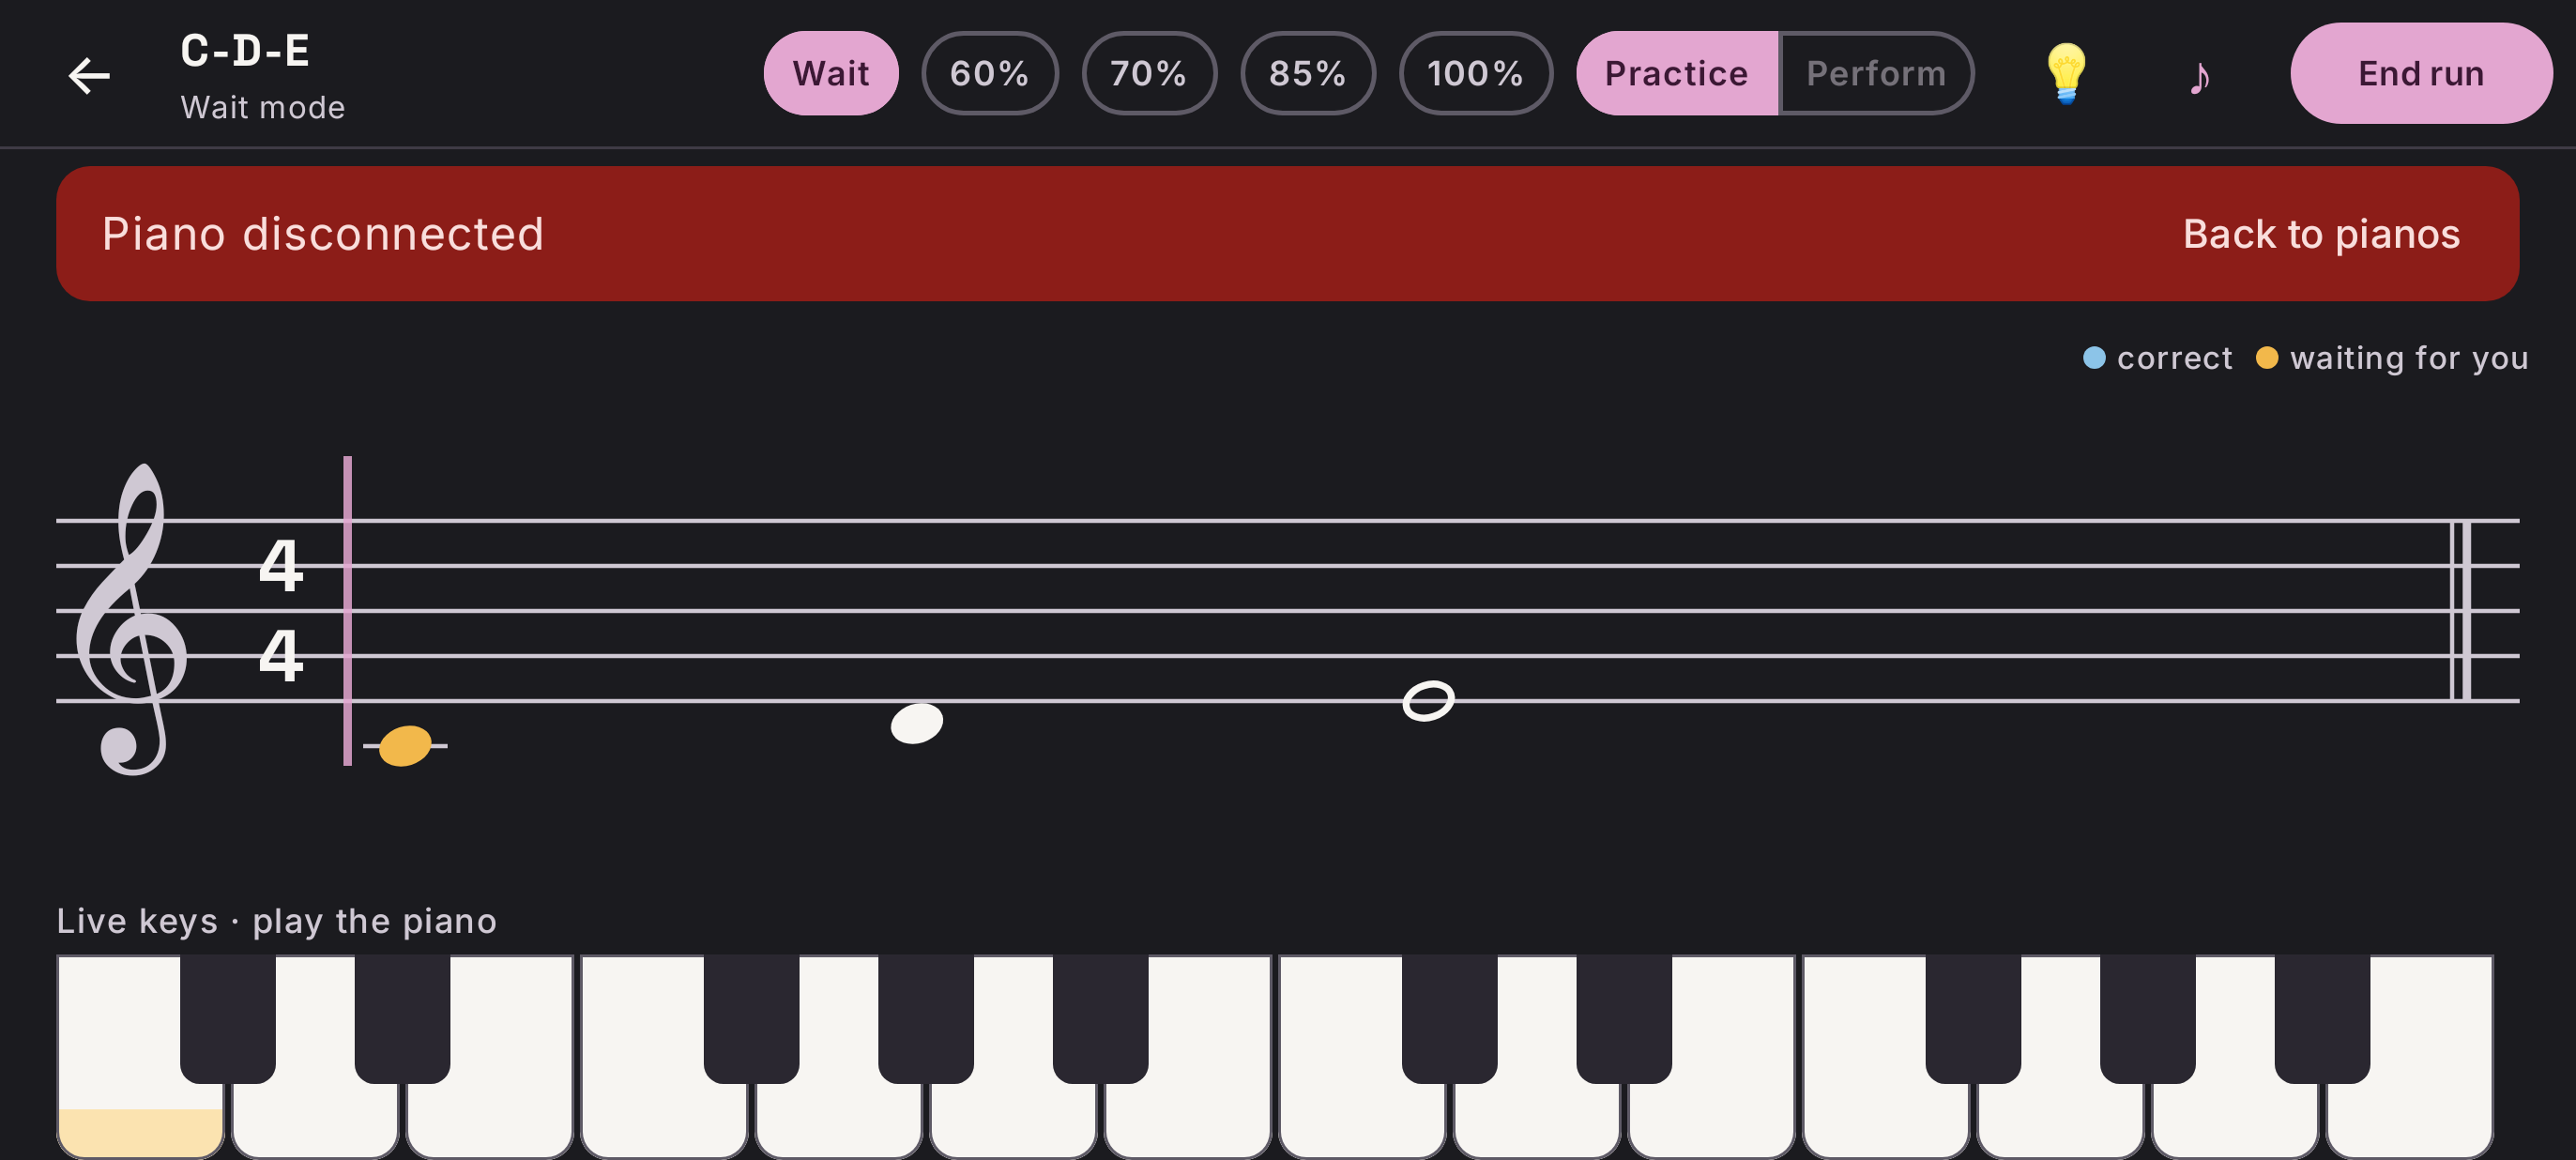 C-D-E
Wait mode
Wait 60% 70% 85% 100% Practice Perform 💡 ♪ End run
Piano disconnected Back to pianos
correct waiting for you
4
4
Live keys · play the piano